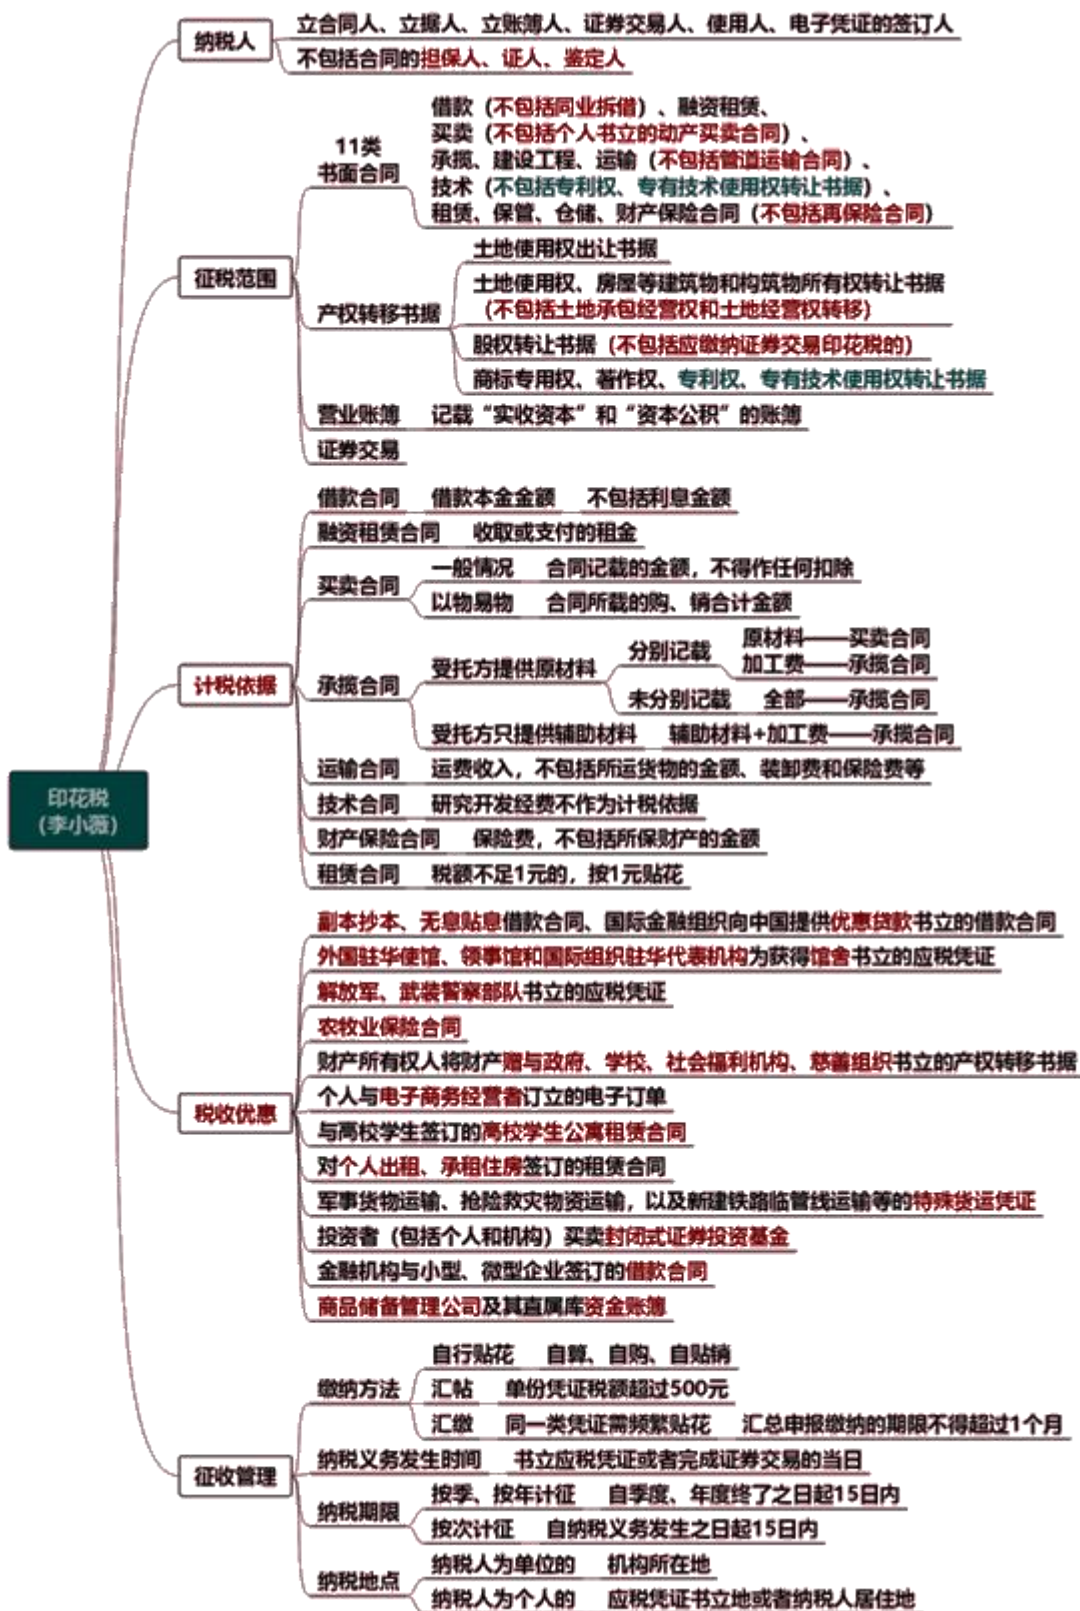 纳税人
立合同人、立据人、立账簿人、证券交易人、使用人、电子凭证的签订人
不包括合同的担保人、证人、鉴定人
征税范围
11类
书面合同
借款（不包括同业拆借）、融资租赁、
买卖（不包括个人书立的动产买卖合同）、
承揽、建设工程、运输（不包括管道运输合同）、
技术（不包括专利权、专有技术使用权转让书据）、
租赁、保管、仓储、财产保险合同（不包括再保险合同）
产权转移书据
土地使用权出让书据
土地使用权、房屋等建筑物和构筑物所有权转让书据
（不包括土地承包经营权和土地经营权转移）
股权转让书据（不包括应缴纳证券交易印花税的）
商标专用权、著作权、专利权、专有技术使用权转让书据
营业账簿 记载“实收资本”和“资本公积”的账簿
证券交易
计税依据
借款合同 借款本金金额 不包括利息金额
融资租赁合同 收取或支付的租金
买卖合同
一般情况 合同记载的金额，不得作任何扣除
以物易物 合同所载的购、销合计金额
承揽合同
受托方提供原材料
分别记载
原材料——买卖合同
加工费——承揽合同
未分别记载 全部——承揽合同
受托方只提供辅助材料 辅助材料+加工费——承揽合同
运输合同 运费收入，不包括所运货物的金额、装卸费和保险费等
技术合同 研究开发经费不作为计税依据
财产保险合同 保险费，不包括所保财产的金额
租赁合同 税额不足1元的，按1元贴花
印花税
（李小薇）
税收优惠
副本抄本、无息贴息借款合同、国际金融组织向中国提供优惠贷款书立的借款合同
外国驻华使馆、领事馆和国际组织驻华代表机构为获得馆舍书立的应税凭证
解放军、武装警察部队书立的应税凭证
农牧业保险合同
财产所有权人将财产赠与政府、学校、社会福利机构、慈善组织书立的产权转移书据
个人与电子商务经营者订立的电子订单
与高校学生签订的高校学生公寓租赁合同
对个人出租、承租住房签订的租赁合同
军事货物运输、抢险救灾物资运输，以及新建铁路临管线运输等的特殊货运凭证
投资者（包括个人和机构）买卖封闭式证券投资基金
金融机构与小型、微型企业签订的借款合同
商品储备管理公司及其直属库资金账簿
征收管理
缴纳方法
自行贴花 自算、自购、自贴销
汇帖 单份凭证税额超过500元
汇缴 同一类凭证需频繁贴花 汇总申报缴纳的期限不得超过1个月
纳税义务发生时间 书立应税凭证或者完成证券交易的当日
纳税期限
按季、按年计征 自季度、年度终了之日起15日内
按次计征 自纳税义务发生之日起15日内
纳税地点
纳税人为单位的 机构所在地
纳税人为个人的 应税凭证书立地或者纳税人居住地